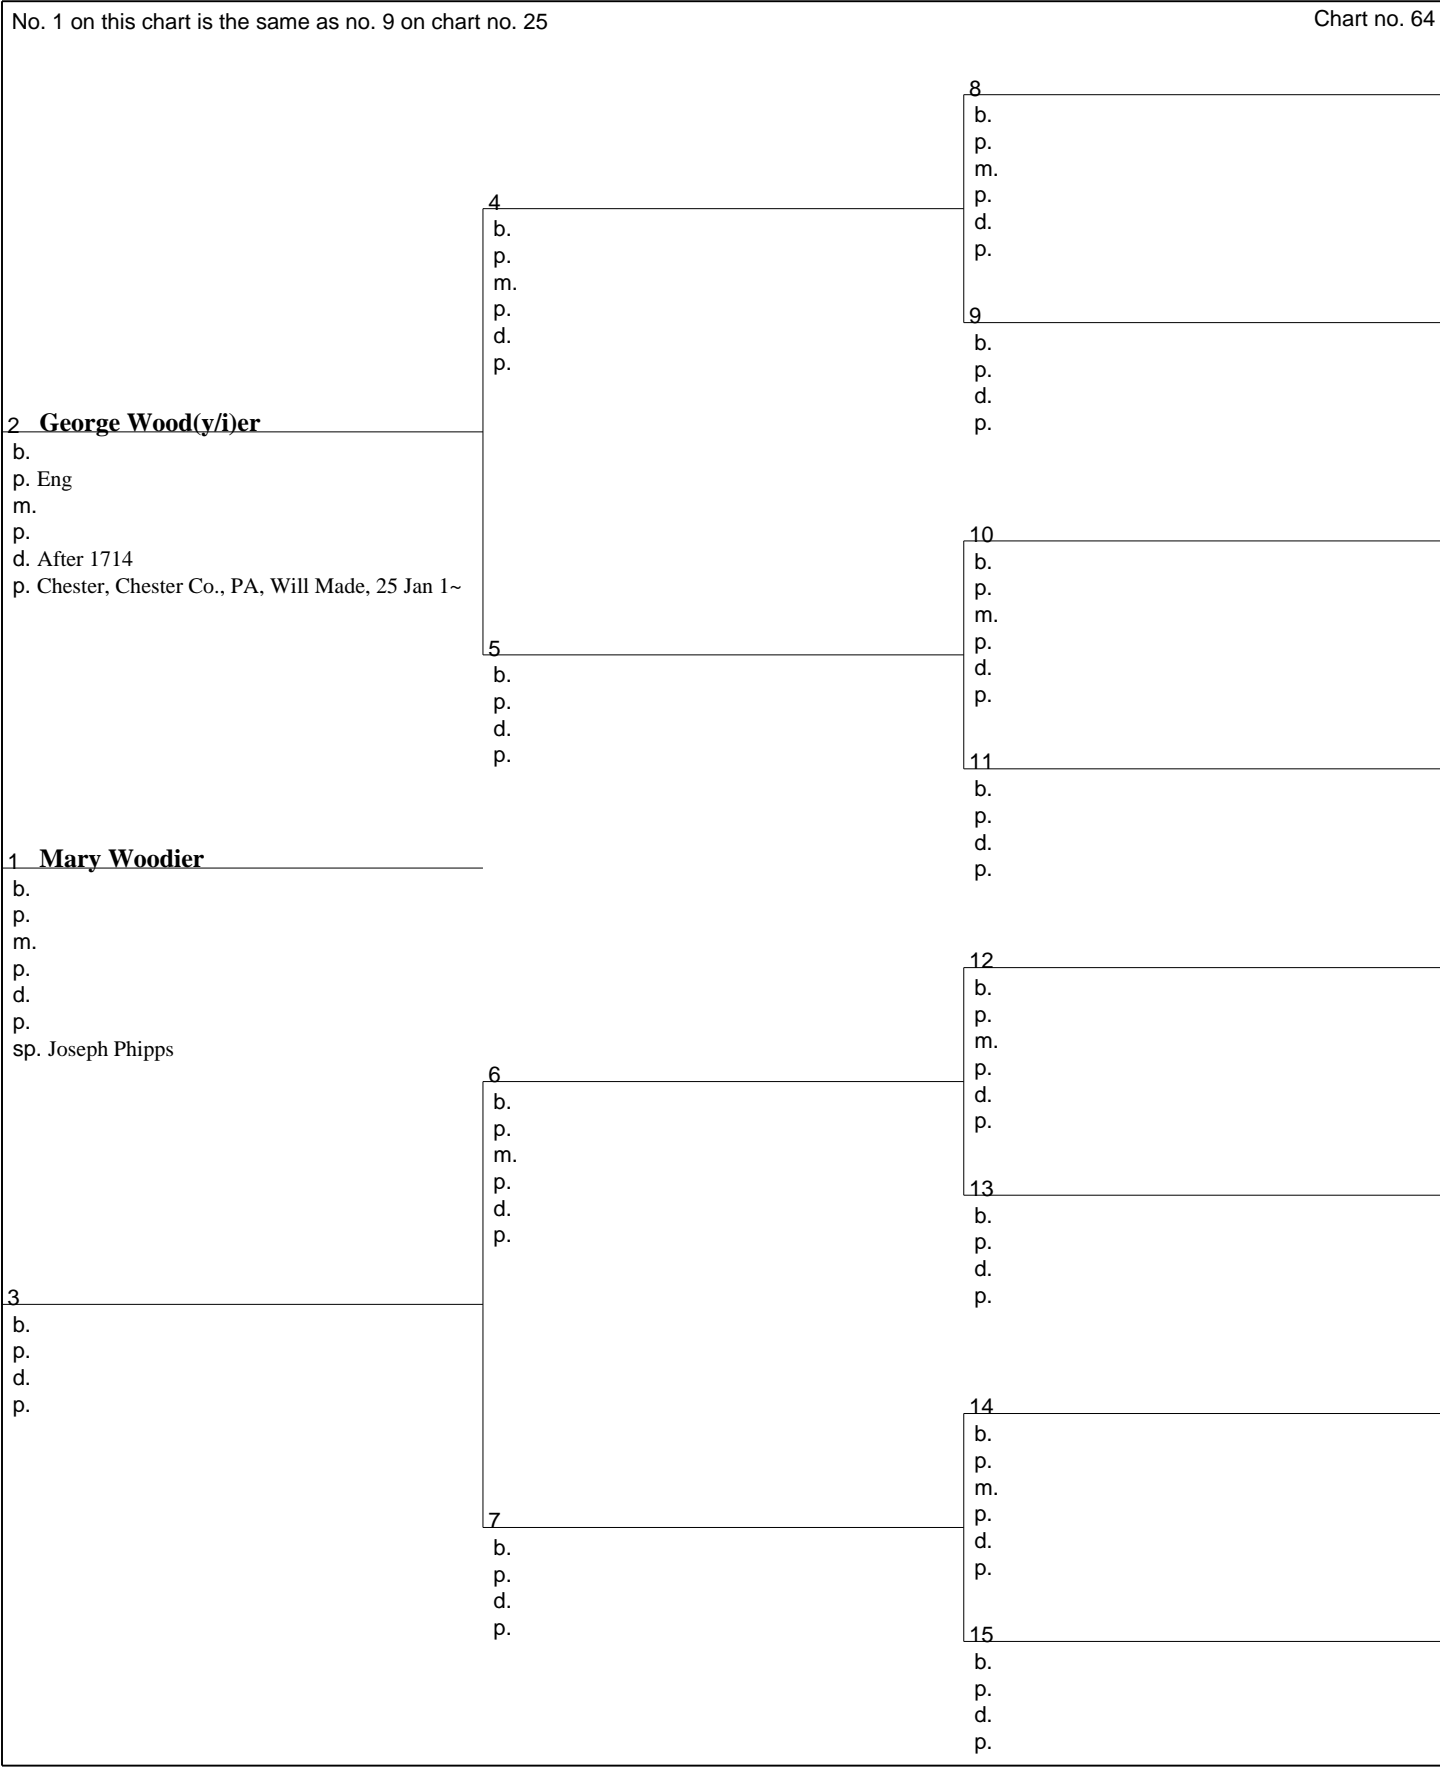 No. 1 on this chart is the same as no. 9 on chart no. 25
Chart no. 64
8
b.
p.
m.
p.
d.
p.
4
b.
p.
m.
p.
d.
p.
9
b.
p.
d.
p.
2 George Wood(y/i)er
b.
p. Eng
m.
p.
d. After 1714
p. Chester, Chester Co., PA, Will Made, 25 Jan 1~
10
b.
p.
m.
p.
d.
p.
5
b.
p.
d.
p.
11
b.
p.
d.
p.
1 Mary Woodier
b.
p.
m.
p.
d.
p.
sp. Joseph Phipps
12
b.
p.
m.
p.
d.
p.
6
b.
p.
m.
p.
d.
p.
13
b.
p.
d.
p.
3
b.
p.
d.
p.
14
b.
p.
m.
p.
d.
p.
7
b.
p.
d.
p.
15
b.
p.
d.
p.